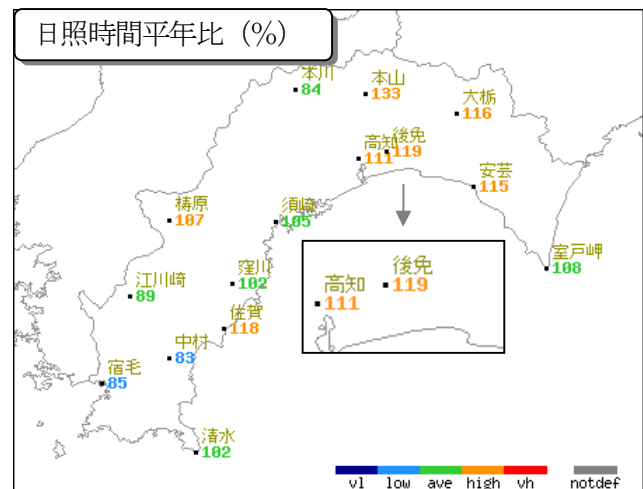 日照時間平年比 (%)
本川
84
本山
133
大栃
116
高知
111
後免
119
安芸
115
梼原
107
須崎
105
室戸岬
108
江川崎
89
窪川
102
佐賀
118
中村
83
宿毛
85
清水
102
高知
111
後免
119
vl low ave high vh notdef